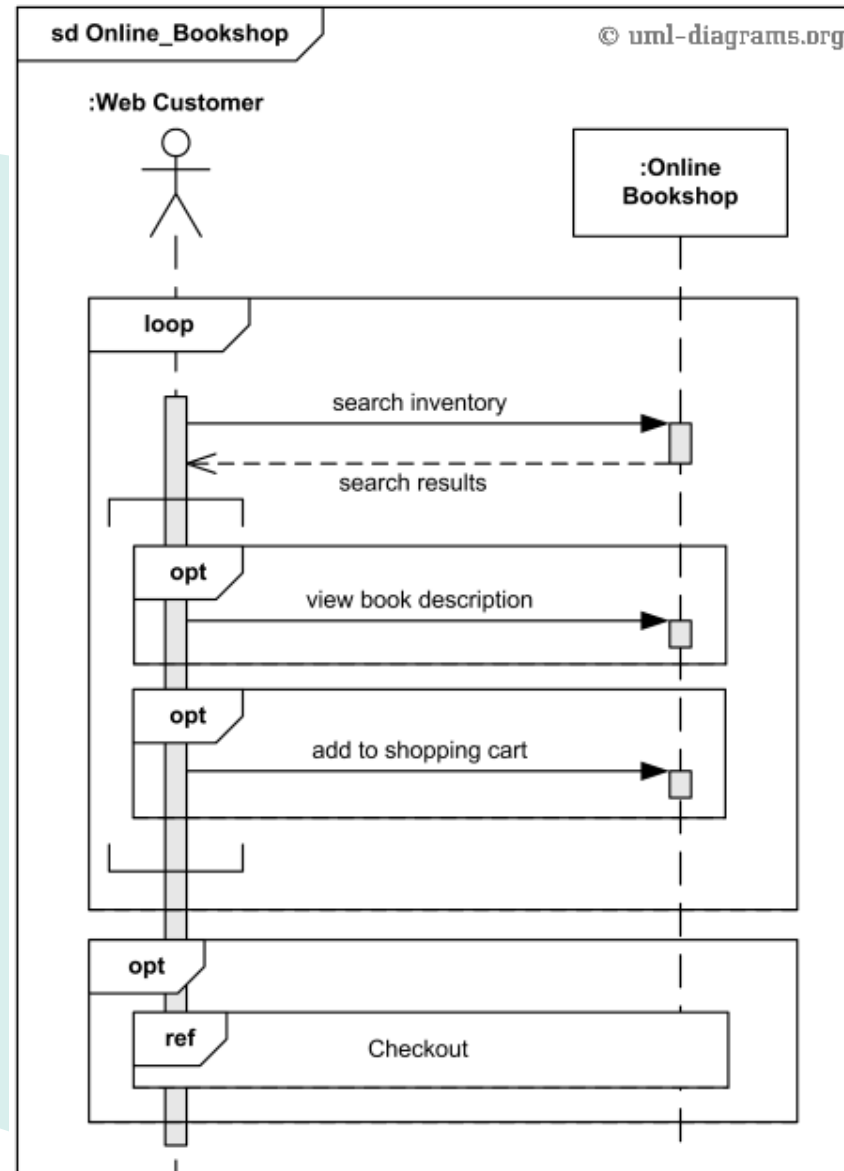 sd Online_Bookshop
© uml-diagrams.org
:Web Customer
:Online
Bookshop
loop
search inventory
search results
opt
view book description
opt
add to shopping cart
opt
ref
Checkout